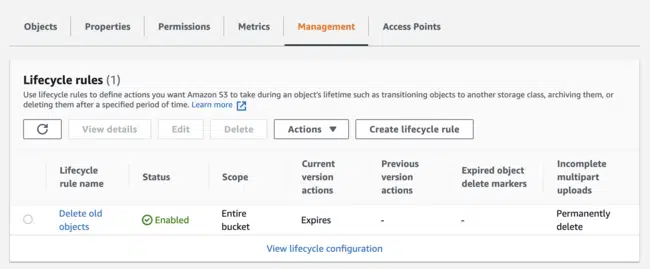 Objects Properties Permissions Metrics Management Access Points
Lifecycle rules (1)
Use lifecycle rules to define actions you want Amazon S3 to take during an object's lifetime such as transitioning objects to another storage class, archiving them, or
deleting them after a specified period of time. Learn more
View details Edit Delete Actions Create lifecycle rule
Lifecycle rule name Status Scope Current version actions Previous version actions Expired object delete markers Incomplete multipart uploads
Delete old objects Enabled Entire bucket Expires - - Permanently delete
View lifecycle configuration